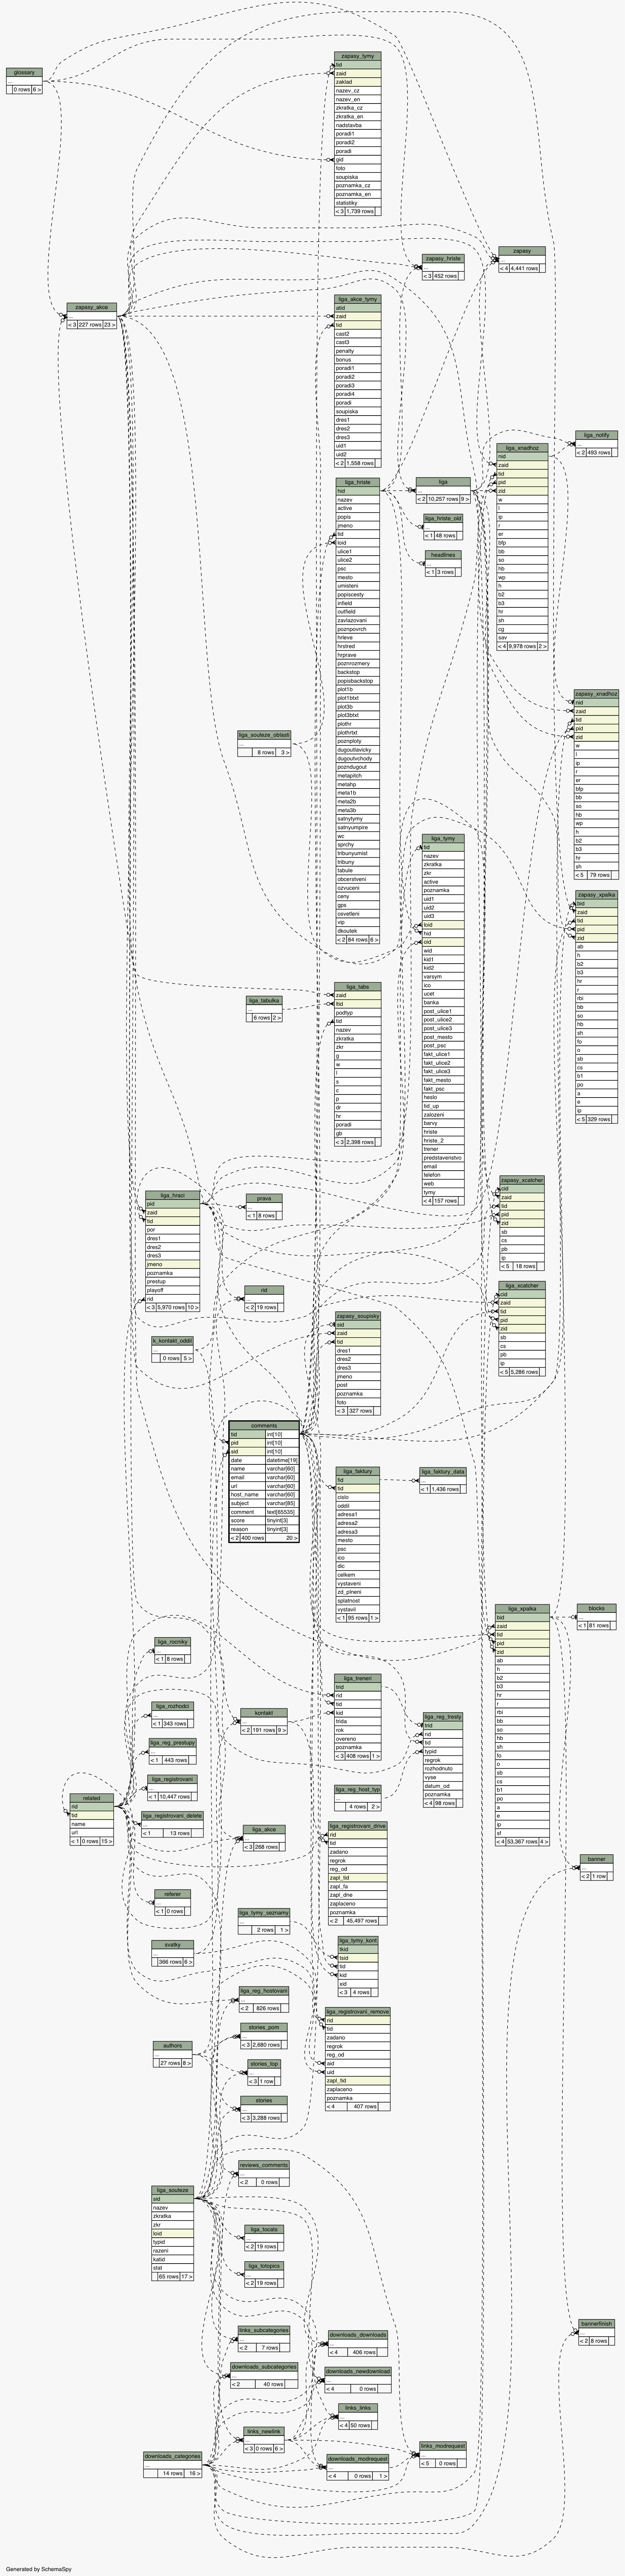 zapasy_tymy
tid
zaid
zaklad
nazev_cz
nazev_en
zkratka_cz
zkratka_en
nadstavba
poradi1
poradi2
poradi
gid
foto
soupiska
poznamka_cz
poznamka_en
statistiky
< 3 1,739 rows
glossary
...
0 rows 6 >
zapasy
...
< 4 4,441 rows
zapasy_hriste
...
< 3 452 rows
zapasy_akce
...
< 3 227 rows 23 >
liga_akce_tymy
atid
zaid
tid
cast2
cast3
penalty
bonus
poradi1
poradi2
poradi3
poradi4
poradi
soupiska
dres1
dres2
dres3
uid1
uid2
< 2 1,558 rows
liga_notify
...
< 2 493 rows
liga_xnadhoz
nid
zaid
tid
pid
zid
w
l
ip
r
er
bfp
bb
so
hb
wp
h
b2
b3
hr
sh
cg
sav
< 4 9,978 rows 2 >
liga
...
< 2 10,257 rows 9 >
liga_hriste_old
...
< 1 48 rows
headlines
...
< 1 3 rows
liga_hriste
hid
nazev
active
popis
jmeno
tid
loid
ulice1
ulice2
psc
mesto
umisteni
popiscesty
infield
outfield
zavlazovani
poznpovrch
hrleve
hrstred
hrprave
poznrozmery
backstop
popisbackstop
plot1b
plot1btxt
plot3b
plot3btxt
plothr
plothrtxt
poznploty
dugoutlavicky
dugoutvchody
pozndugout
metapitch
metahp
meta1b
meta2b
meta3b
satnytymy
satnyumpire
wc
sprchy
tribunyumist
tribuny
tabule
obcerstveni
ozvuceni
ceny
gps
osvetleni
vip
dkoutek
< 2 84 rows 6 >
zapasy_xnadhoz
nid
zaid
tid
pid
zid
w
l
ip
r
er
bfp
bb
so
hb
wp
h
b2
b3
hr
sh
< 5 79 rows
liga_souteze_oblasti
...
8 rows 3 >
liga_tymy
tid
nazev
zkratka
zkr
active
poznamka
uid1
uid2
uid3
loid
hid
oid
wid
kid1
kid2
varsym
ico
ucet
banka
post_ulice1
post_ulice2
post_ulice3
post_mesto
post_psc
fakt_ulice1
fakt_ulice2
fakt_ulice3
fakt_mesto
fakt_psc
heslo
tid_up
zalozeni
barvy
hriste
hriste_2
trener
predstavenstvo
email
telefon
web
tymy
< 4 157 rows
zapasy_xpalka
bid
zaid
tid
pid
zid
ab
h
b2
b3
hr
r
rbi
bb
so
hb
sh
fo
o
sb
cs
b1
po
a
e
ip
< 5 329 rows
liga_tabs
zaid
ltid
podtyp
tid
nazev
zkratka
zkr
g
w
l
s
c
p
dr
hr
poradi
gb
< 3 2,398 rows
liga_tabulka
...
6 rows 2 >
zapasy_xcatcher
cid
zaid
tid
pid
zid
sb
cs
pb
ip
< 5 18 rows
liga_hraci
pid
zaid
tid
por
dres1
dres2
dres3
jmeno
poznamka
prestup
playoff
rid
< 3 5,970 rows 10 >
prava
...
< 1 8 rows
liga_xcatcher
cid
zaid
tid
pid
zid
sb
cs
pb
ip
< 5 5,286 rows
rid
...
< 2 19 rows
zapasy_soupisky
sid
zaid
tid
dres1
dres2
dres3
jmeno
post
poznamka
foto
< 3 327 rows
k_kontakt_oddil
...
0 rows 5 >
comments
tid int[10]
pid int[10]
sid int[10]
date datetime[19]
name varchar[60]
email varchar[60]
url varchar[60]
host_name varchar[60]
subject varchar[85]
comment text[65535]
score tinyint[3]
reason tinyint[3]
< 2 400 rows 20 >
liga_faktury
fid
tid
cislo
oddil
adresa1
adresa2
adresa3
mesto
psc
ico
dic
celkem
vystaveni
zd_plneni
splatnost
vystavil
< 1 95 rows 1 >
liga_faktury_data
...
< 1 1,436 rows
liga_xpalka
bid
zaid
tid
pid
zid
ab
h
b2
b3
hr
r
rbi
bb
so
hb
sh
fo
o
sb
cs
b1
po
a
e
ip
sf
< 4 53,367 rows 4 >
blocks
...
< 1 81 rows
liga_rocniky
...
< 1 8 rows
liga_treneri
trid
rid
tid
kid
trida
rok
overeno
poznamka
< 3 408 rows 1 >
liga_rozhodci
...
< 1 343 rows
kontakt
...
< 2 191 rows 9 >
liga_reg_tresty
trid
rid
tid
typid
regrok
rozhodnuto
vyse
datum_od
poznamka
< 4 98 rows
liga_reg_prestupy
...
< 1 443 rows
liga_registrovani
...
< 1 10,447 rows
liga_reg_host_typ
...
4 rows 2 >
related
rid
tid
name
url
< 1 0 rows 15 >
liga_registrovani_delete
...
< 1 13 rows
liga_akce
...
< 3 268 rows
liga_registrovani_drive
rid
tid
zadano
regrok
reg_od
zapl_tid
zapl_fa
zapl_dne
zaplaceno
poznamka
< 2 45,497 rows
banner
...
< 2 1 row
referer
...
< 1 0 rows
liga_tymy_seznamy
...
2 rows 1 >
liga_tymy_kont
tkid
tsid
tid
kid
xid
< 3 4 rows
svatky
...
366 rows 6 >
liga_reg_hostovani
...
< 2 826 rows
liga_registrovani_remove
rid
tid
zadano
regrok
reg_od
aid
uid
zapl_tid
zaplaceno
poznamka
< 4 407 rows
stories_pom
...
< 3 2,680 rows
authors
...
27 rows 8 >
stories_top
...
< 3 1 row
stories
...
< 3 3,288 rows
reviews_comments
...
< 2 0 rows
liga_souteze
sid
nazev
zkratka
zkr
loid
typid
razeni
katid
stat
65 rows 17 >
liga_tocats
...
< 2 19 rows
liga_totopics
...
< 2 19 rows
bannerfinish
...
< 2 8 rows
links_subcategories
...
< 2 7 rows
downloads_downloads
...
< 4 406 rows
downloads_subcategories
...
< 2 40 rows
downloads_newdownload
...
< 4 0 rows
links_links
...
< 4 50 rows
links_newlink
...
< 3 0 rows 6 >
links_modrequest
...
< 5 0 rows
downloads_categories
...
14 rows 16 >
downloads_modrequest
...
< 4 0 rows 1 >
Generated by SchemaSpy